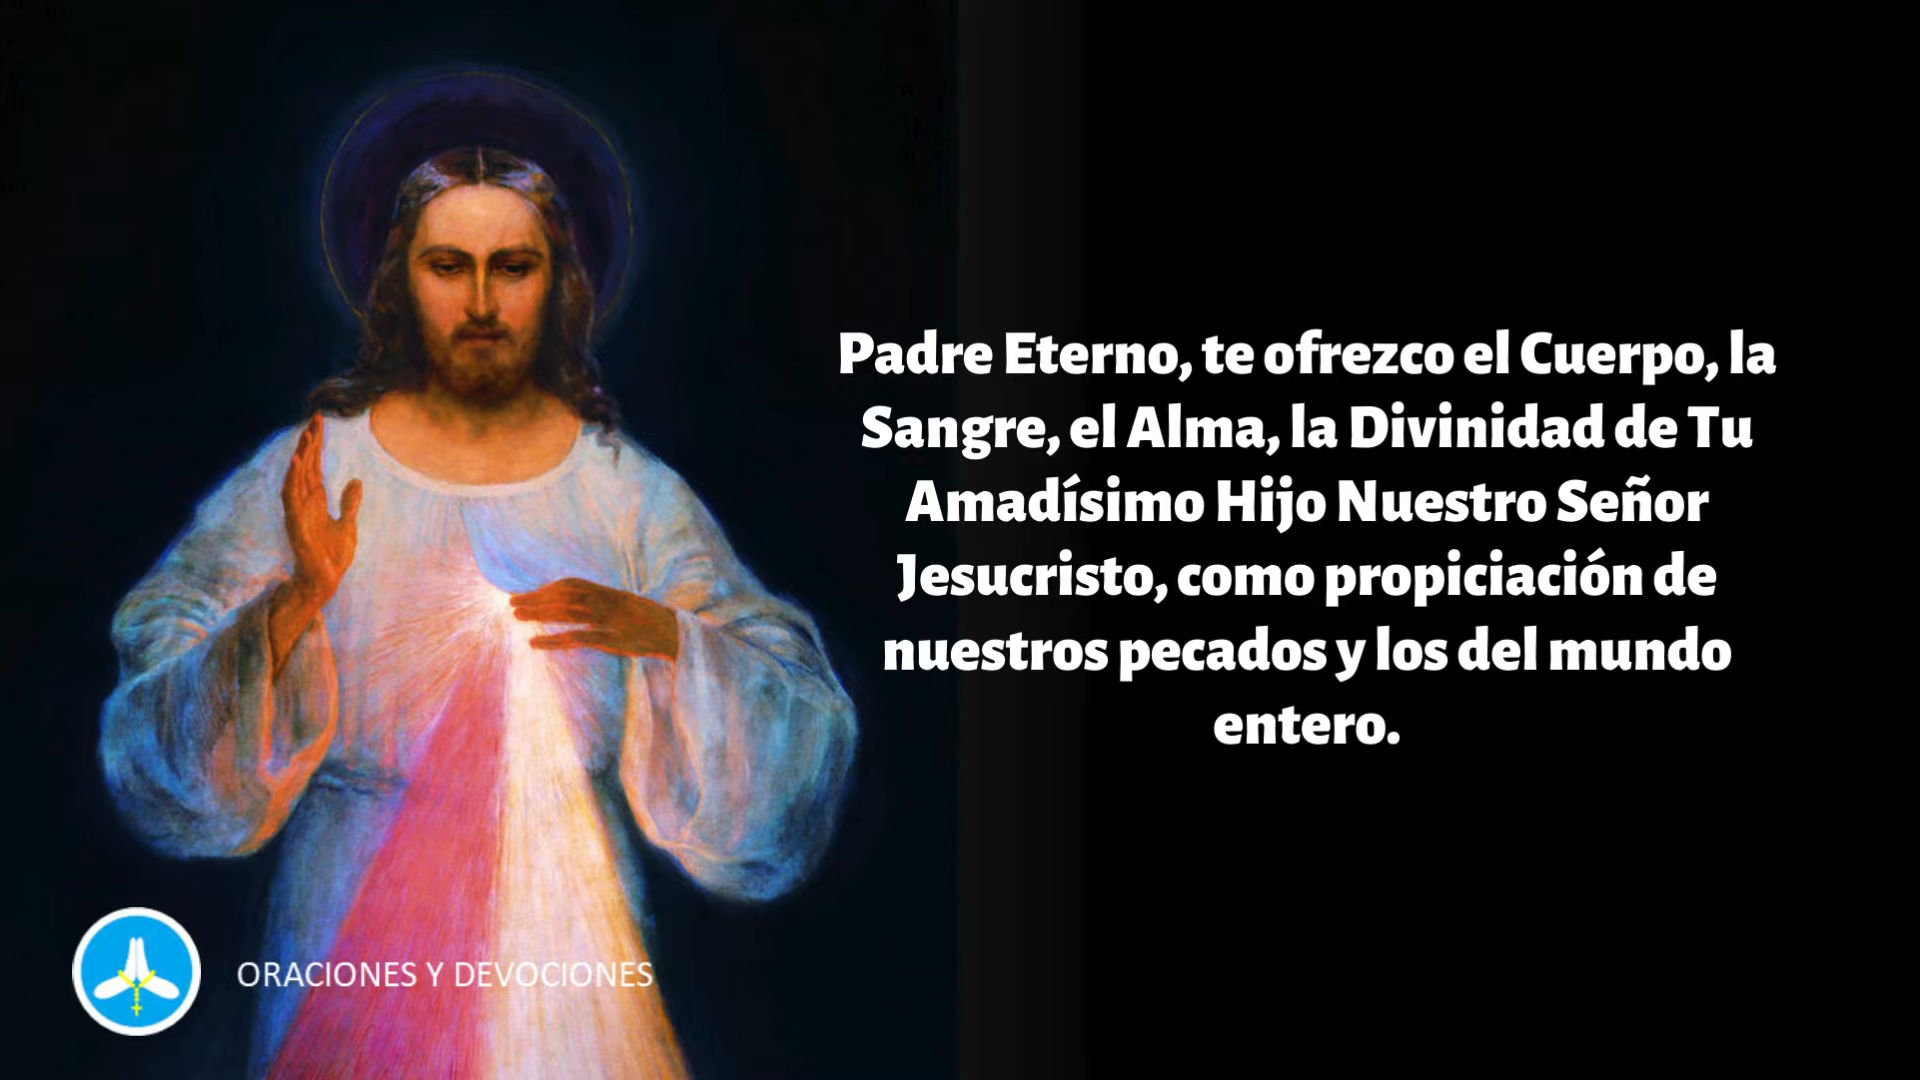 Padre Eterno, te ofrezco el Cuerpo, la
Sangre, el Alma, la Divinidad de Tu
Amadísimo Hijo Nuestro Señor
Jesucristo, como propiciación de
nuestros pecados y los del mundo
entero.
ORACIONES Y DEVOCIONES